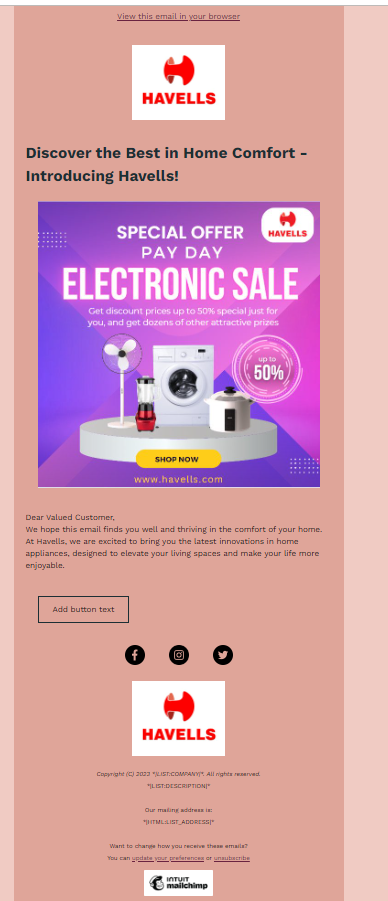 View this email in your browser
HAVELLS
Discover the Best in Home Comfort -
Introducing Havells!
HAVELLS
SPECIAL OFFER
PAY DAY
ELECTRONIC SALE
Get discount prices up to 50% special just for
you, and get dozens of other attractive prizes
up to
50%
SHOP NOW
www.havells.com
Dear Valued Customer,
We hope this email finds you well and thriving in the comfort of your home.
At Havells, we are excited to bring you the latest innovations in home
appliances, designed to elevate your living spaces and make your life more
enjoyable.
Add button text
HAVELLS
Copyright (C) 2023 *|LIST:COMPANY|*. All rights reserved.
*|LIST:DESCRIPTION|*
Our mailing address is:
*|HTML:LIST_ADDRESS|*
Want to change how you receive these emails?
You can update your preferences or unsubscribe
INTUIT
mailchimp